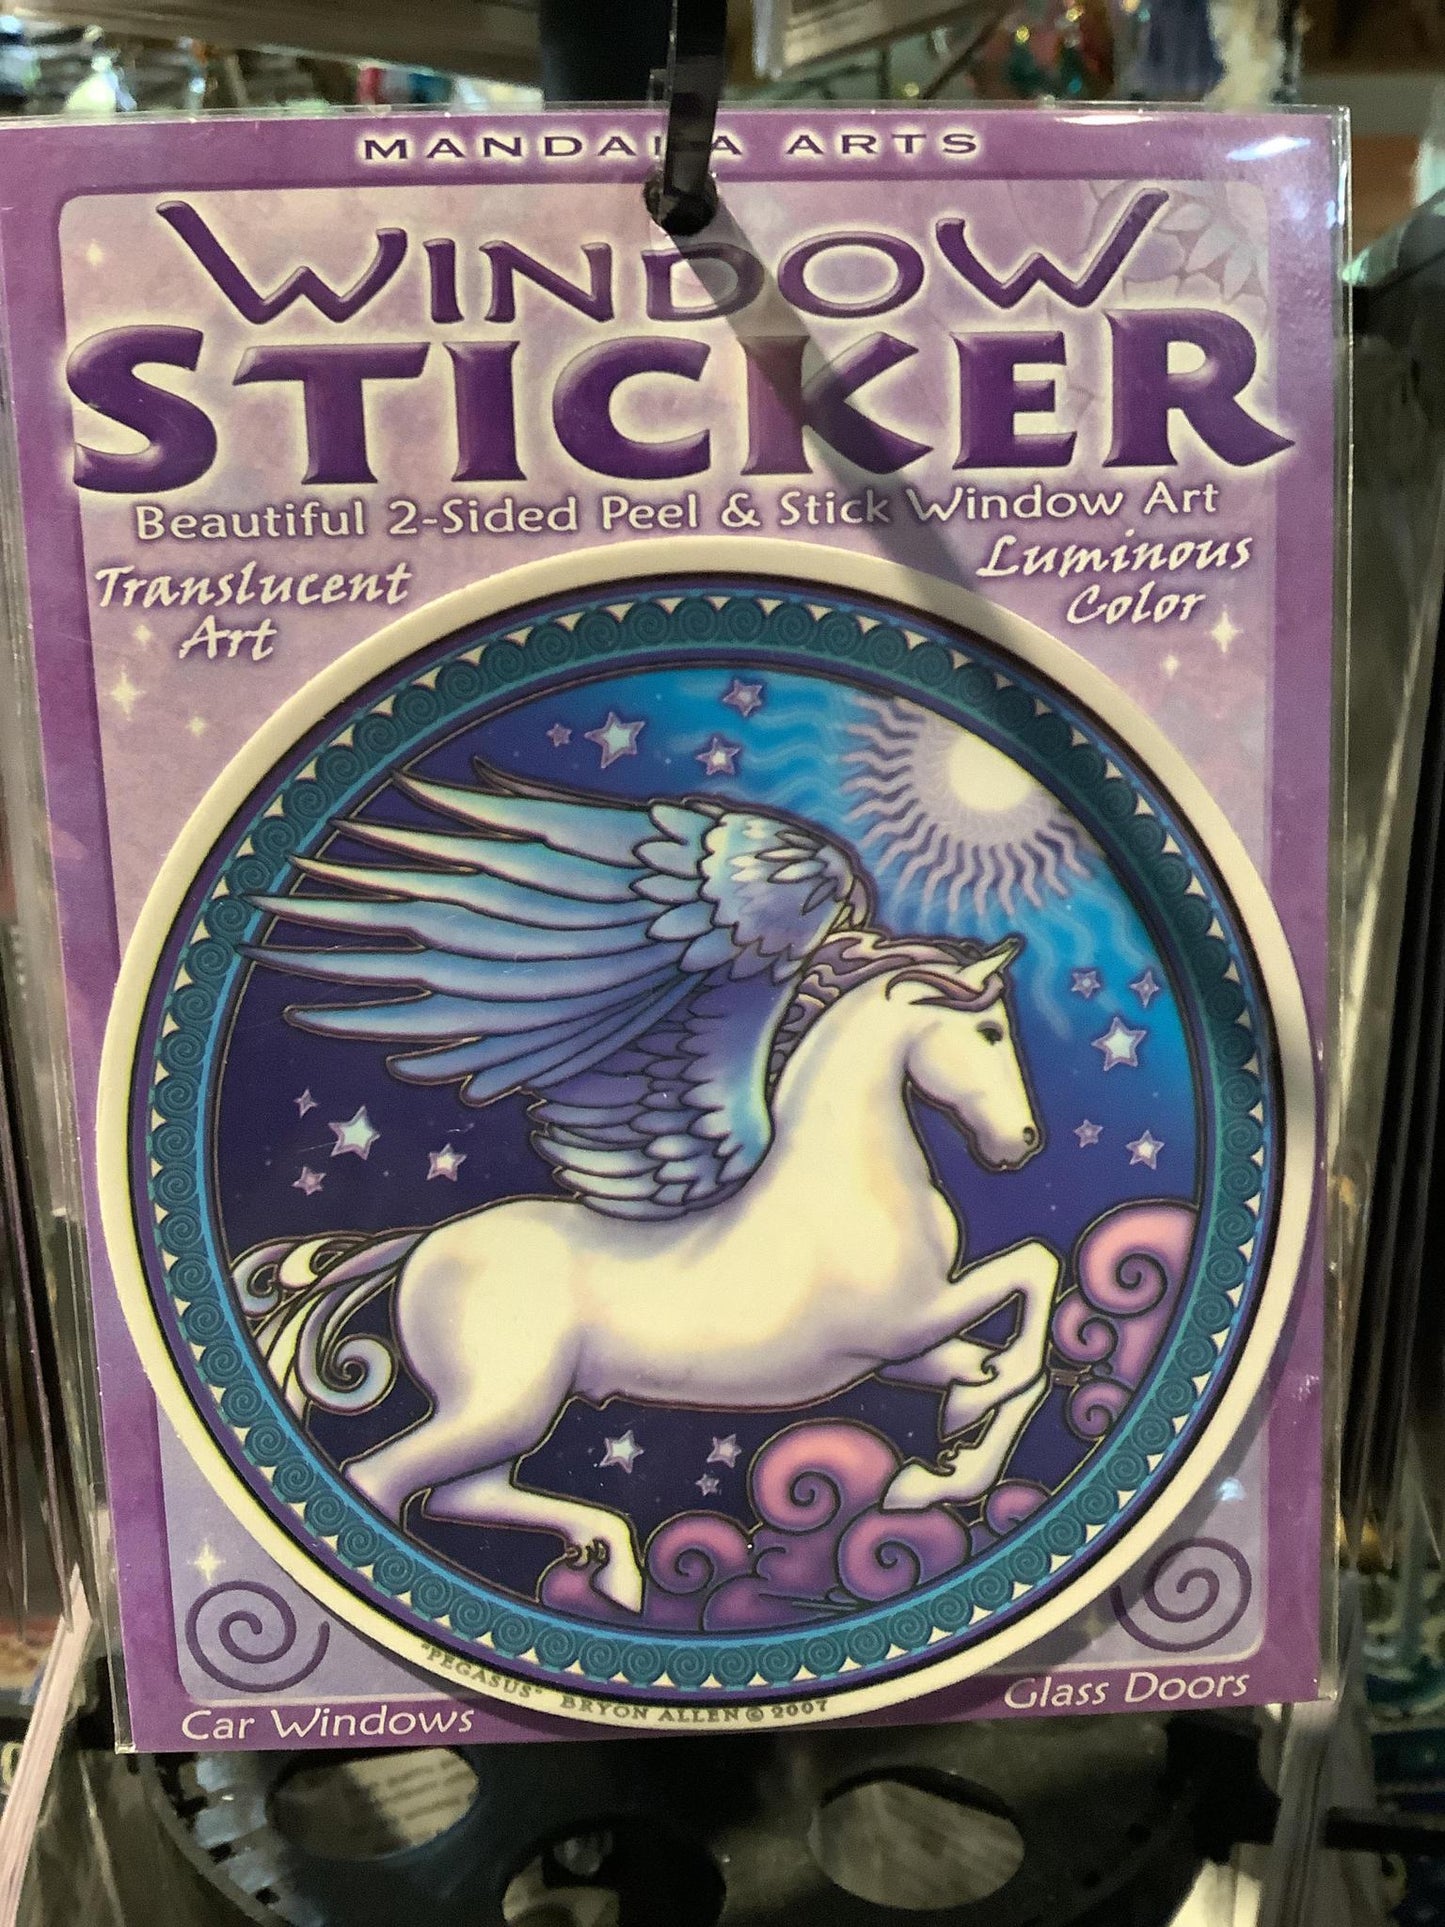 MANDALA ARTS
WINDOW
STICKER
Beautiful 2-Sided Peel & Stick Window Art
Translucent
Art
Luminous
Color
"PEGASUS" BRYON ALLEN © 2007
Car Windows
Glass Doors